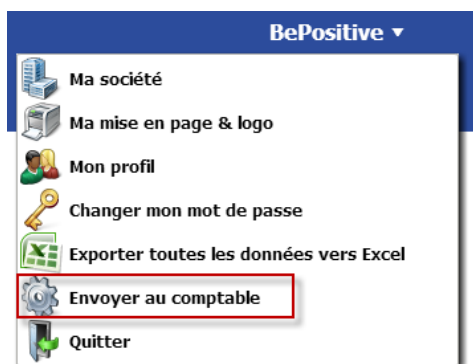 BePositive ▼
Ma société
Ma mise en page & logo
Mon profil
Changer mon mot de passe
Exporter toutes les données vers Excel
Envoyer au comptable
Quitter